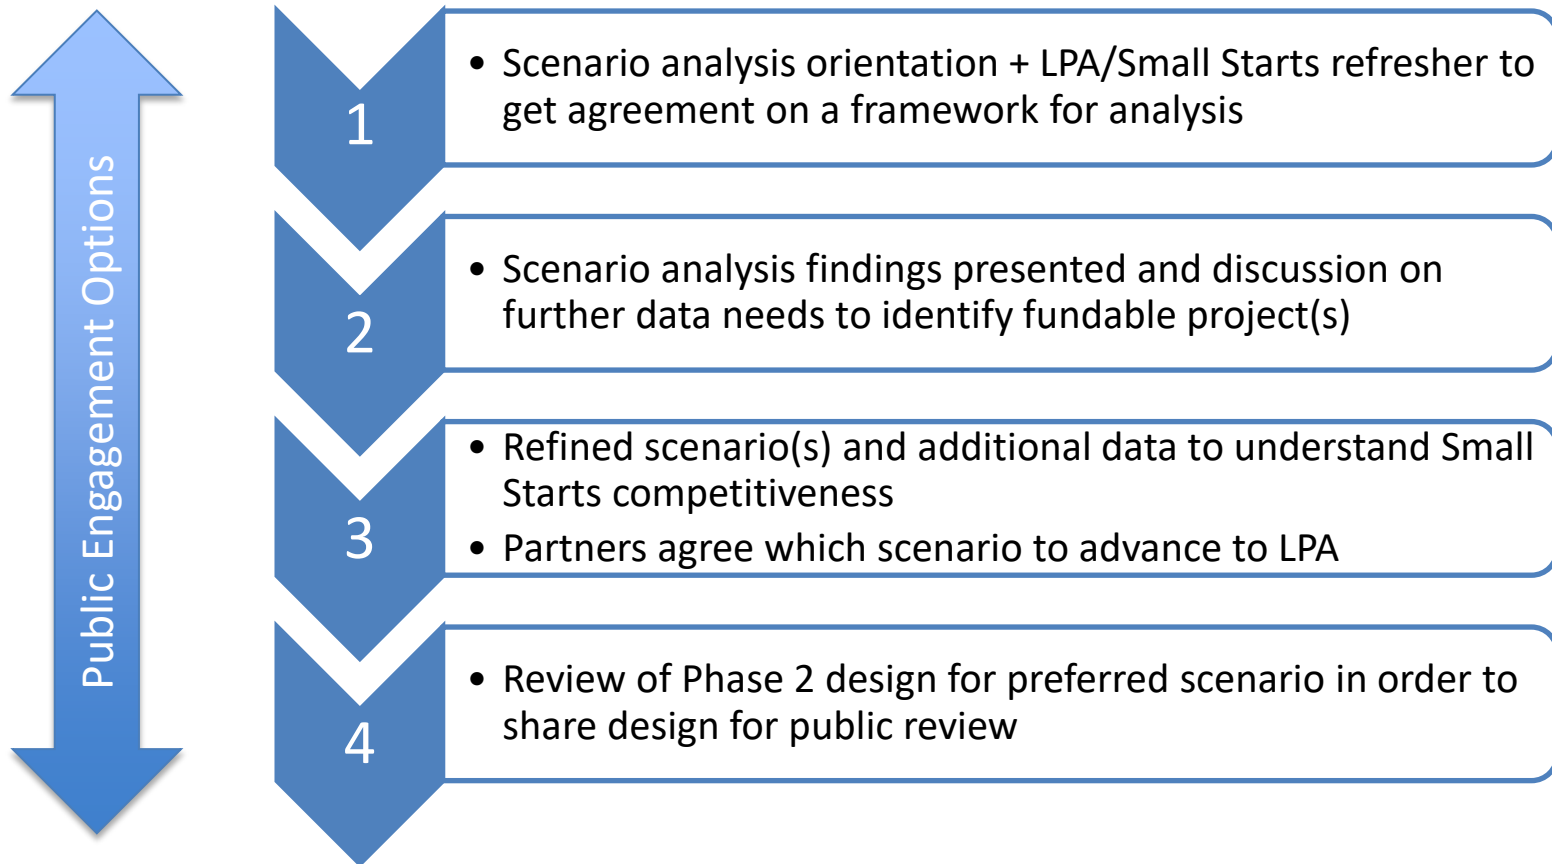 Public Engagement Options
1
• Scenario analysis orientation + LPA/Small Starts refresher to
get agreement on a framework for analysis
2
• Scenario analysis findings presented and discussion on
further data needs to identify fundable project(s)
3
• Refined scenario(s) and additional data to understand Small
Starts competitiveness
• Partners agree which scenario to advance to LPA
4
• Review of Phase 2 design for preferred scenario in order to
share design for public review